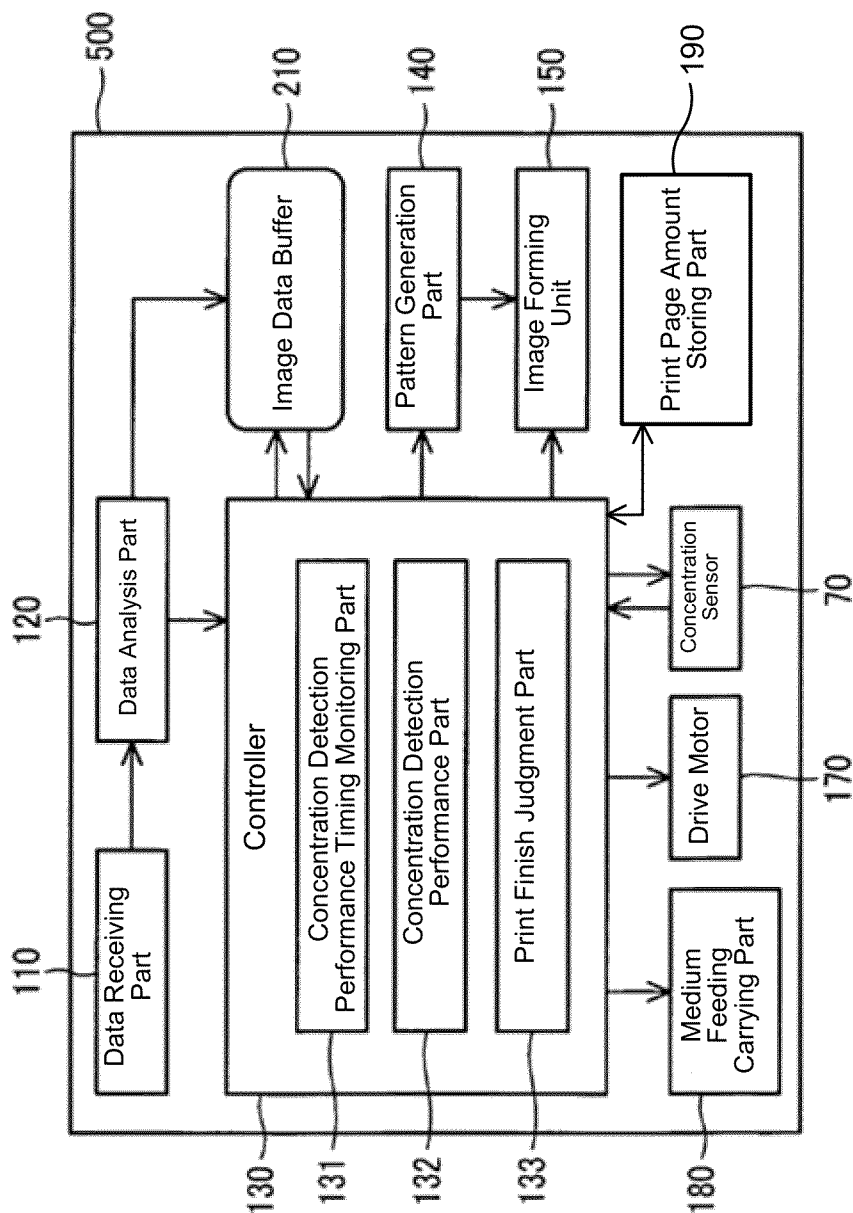 500
110
Data Receiving
Part
120
Data Analysis Part
210
Image Data Buffer
130
Controller
131
Concentration Detection
Performance Timing Monitoring Part
132
Concentration Detection
Performance Part
133
Print Finish Judgment Part
140
Pattern Generation
Part
150
Image Forming
Unit
190
Print Page Amount
Storing Part
180
Medium
Feeding
Carrying Part
170
Drive Motor
70
Concentration
Sensor